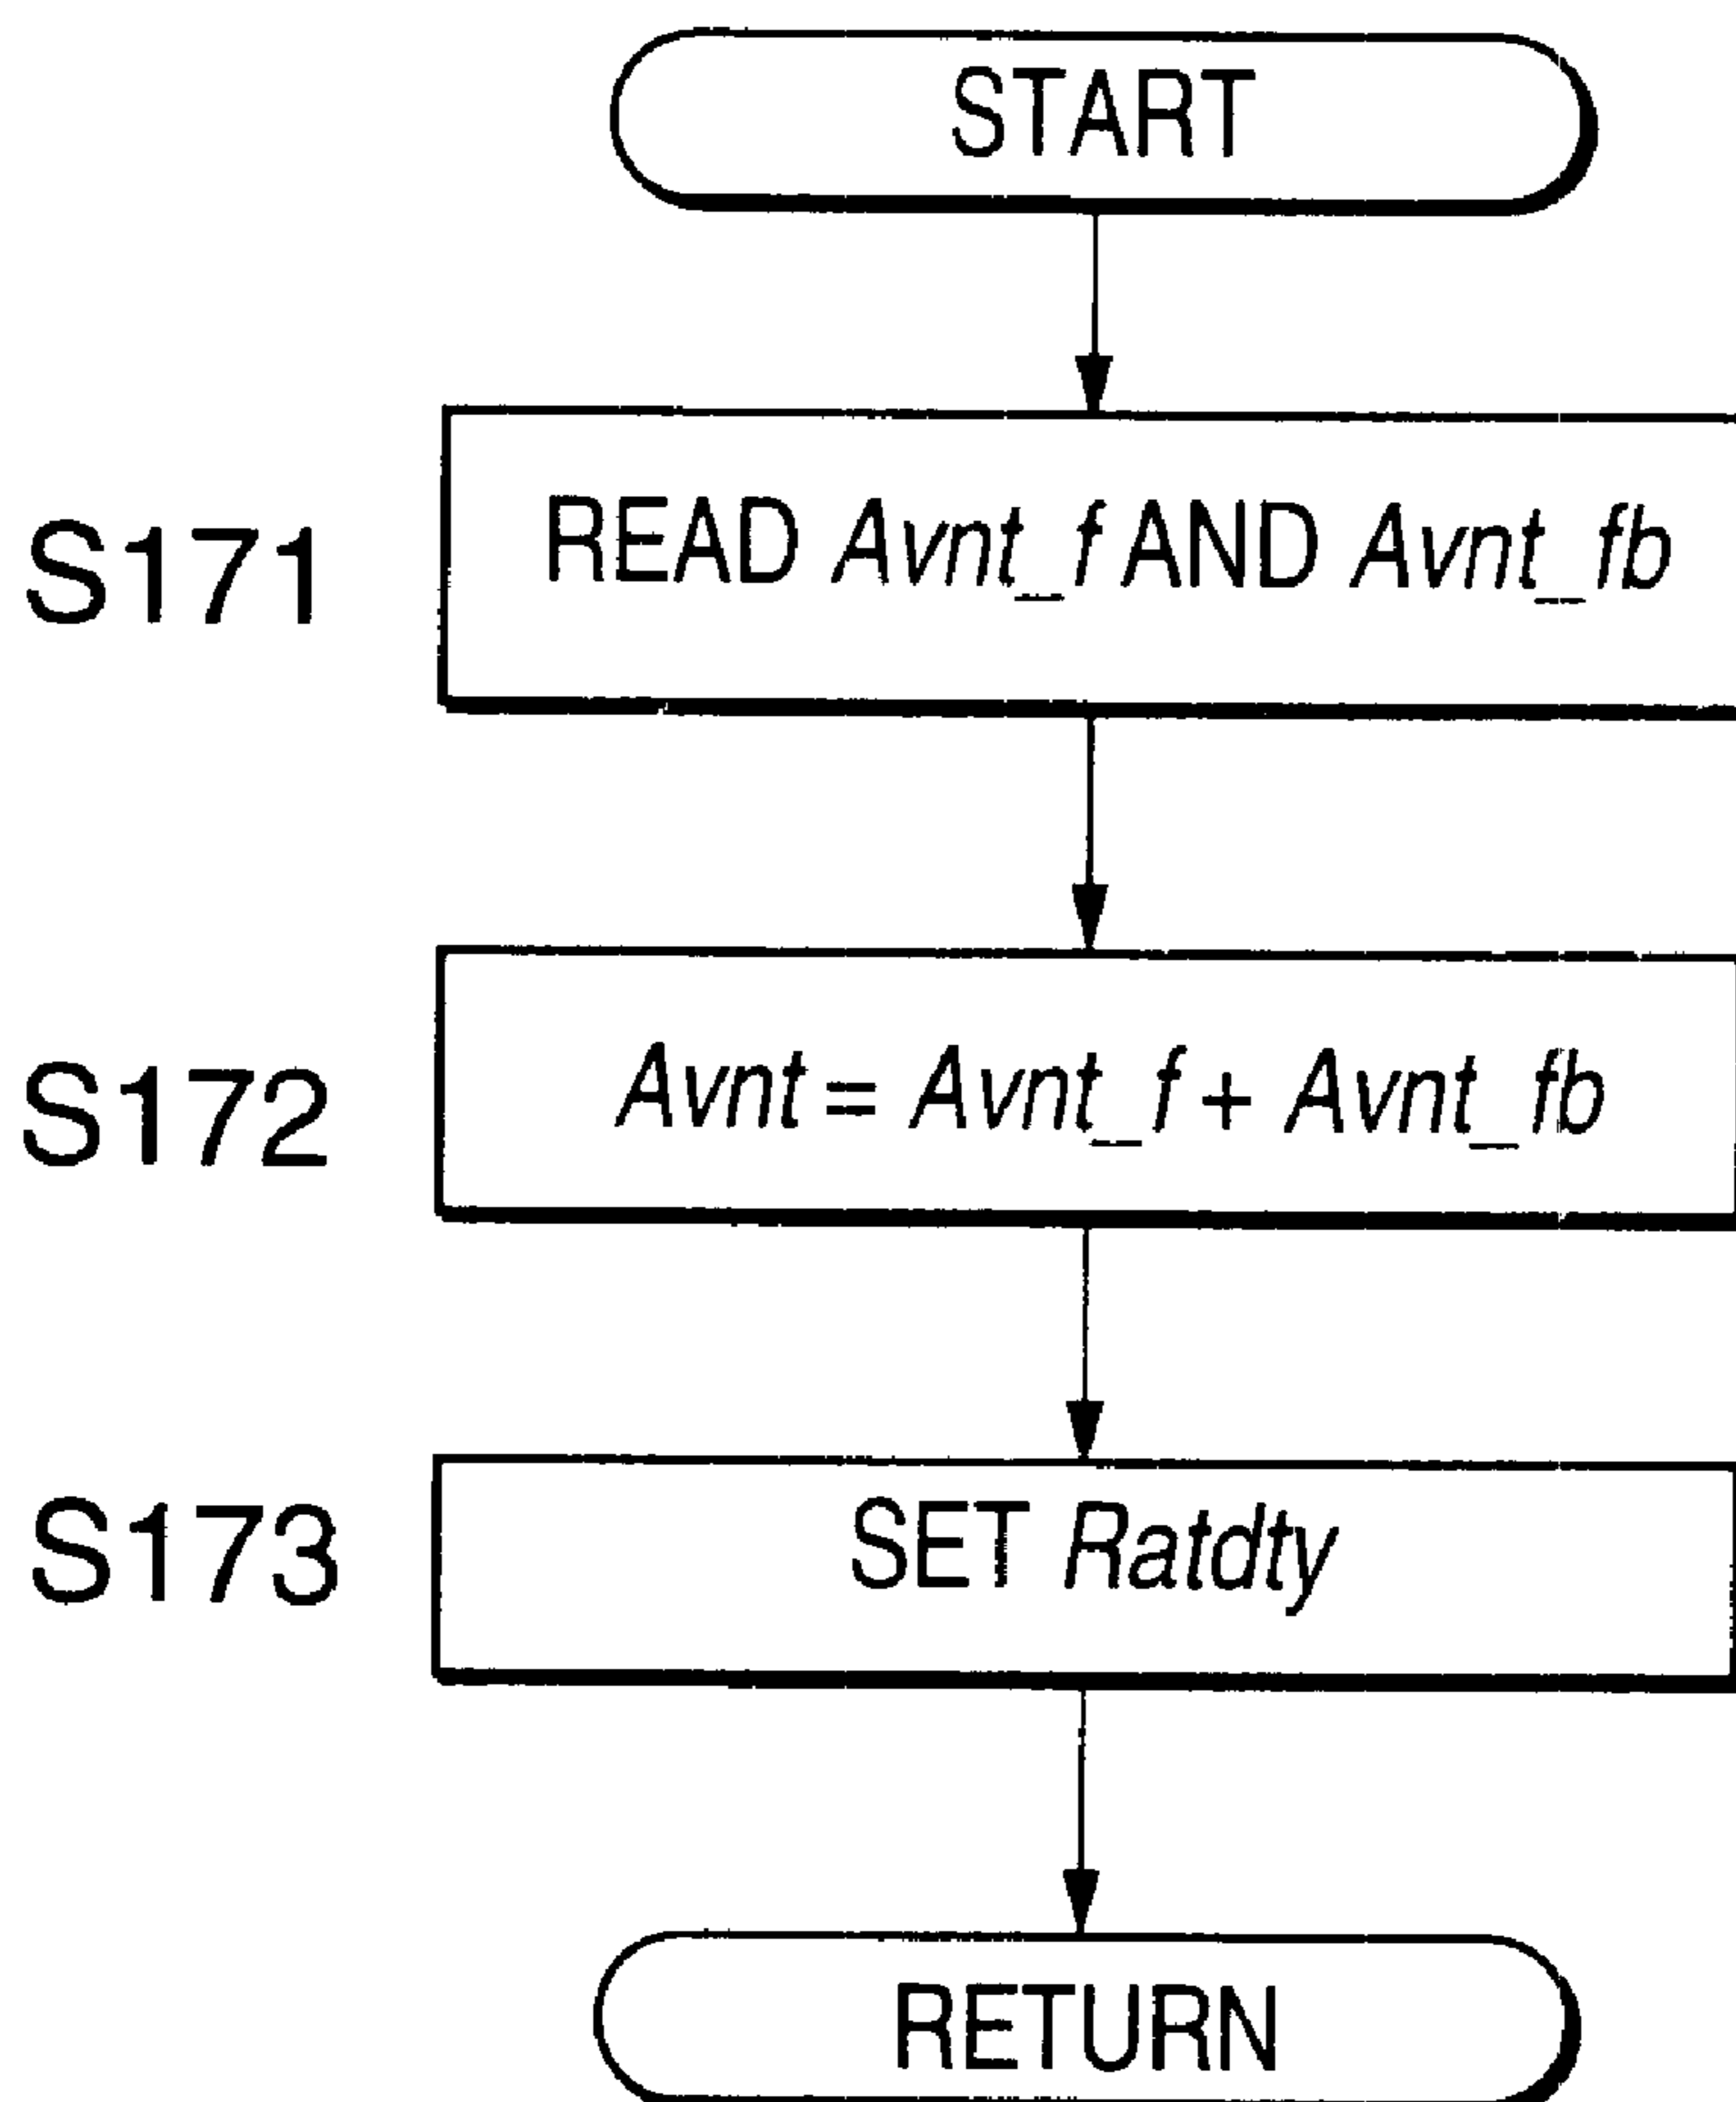 START
S171
READ Avnt_f AND Avnt_fb
S172
Avnt = Avnt_f + Avnt_fb
S173
SET Ratdty
RETURN